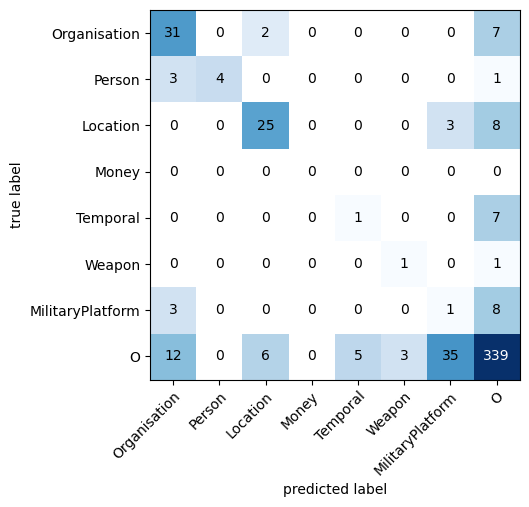 true label
Organisation 31 0 2 0 0 0 0 7
Person 3 4 0 0 0 0 0 1
Location 0 0 25 0 0 0 3 8
Money 0 0 0 0 0 0 0 0
Temporal 0 0 0 0 1 0 0 7
Weapon 0 0 0 0 0 1 0 1
MilitaryPlatform 3 0 0 0 0 0 1 8
O 12 0 6 0 5 3 35 339
Organisation Person Location Money Temporal Weapon MilitaryPlatform O
predicted label